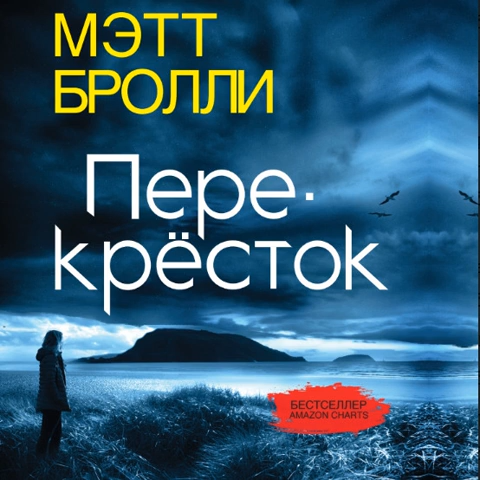 МЭТТ
БРОЛЛИ
Пере-
крёсток
БЕСТСЕЛЛЕР
AMAZON CHARTS